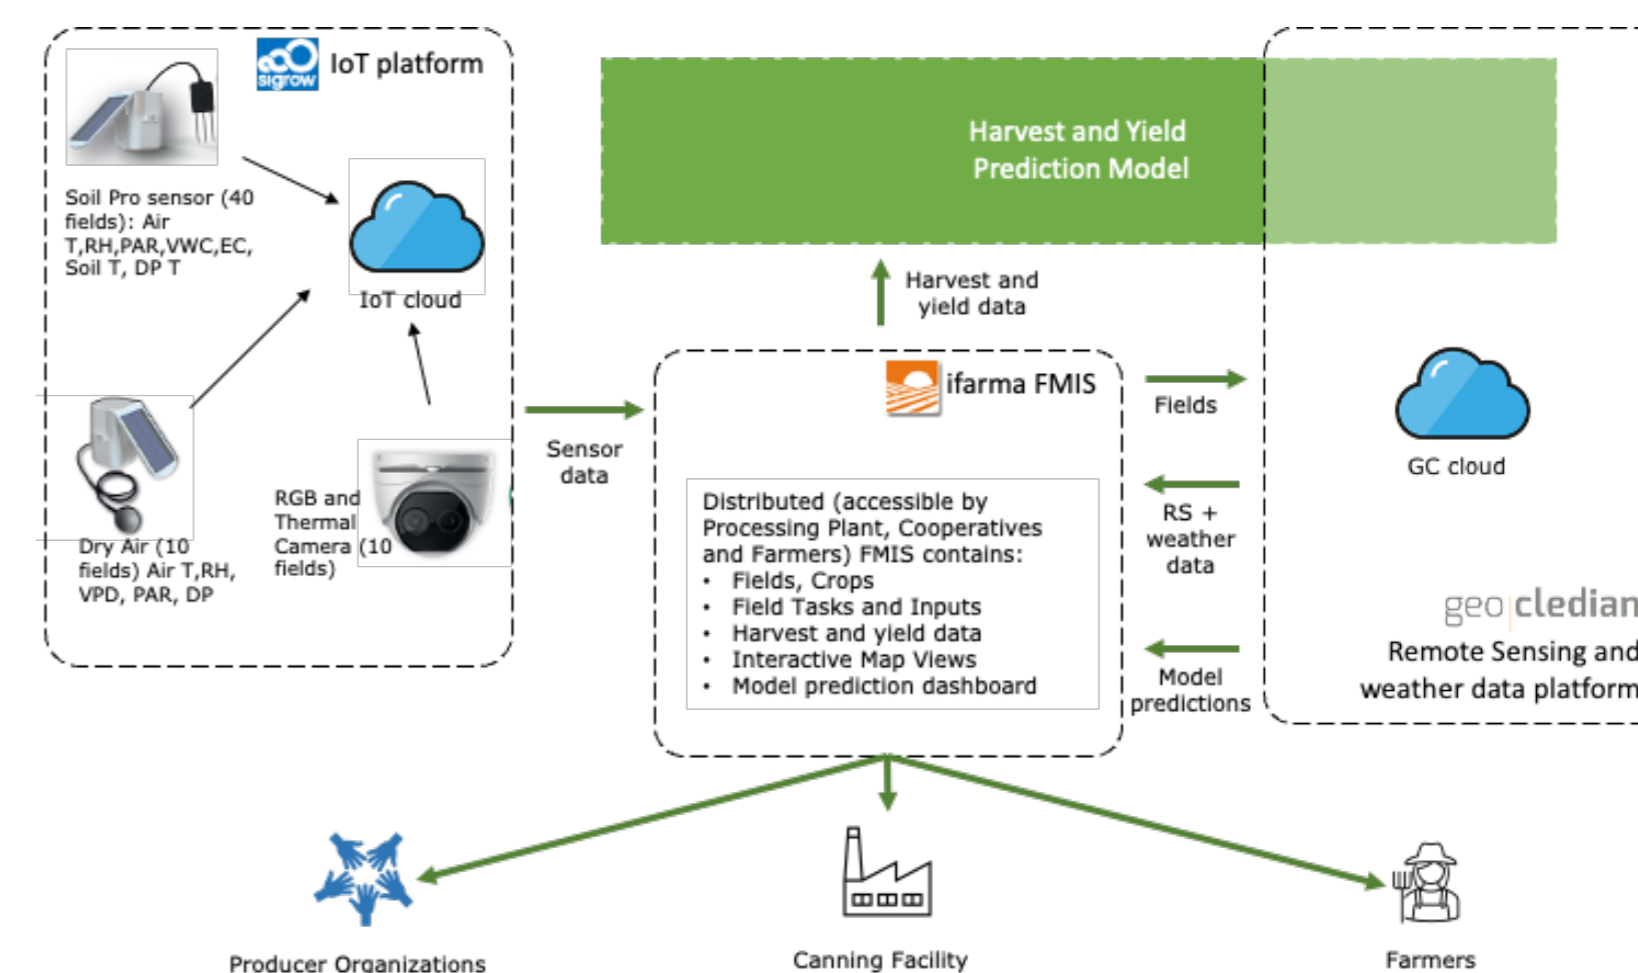 sigrow
IoT platform
Soil Pro sensor (40
fields): Air
T,RH,PAR,VWC,EC,
Soil T, DP T
IoT cloud
Dry Air (10
fields) Air T,RH,
VPD, PAR, DP
RGB and
Thermal
Camera (10
fields)
Sensor
data
Harvest and Yield
Prediction Model
Harvest and
yield data
ifarma FMIS
Distributed (accessible by
Processing Plant, Cooperatives
and Farmers) FMIS contains:
• Fields, Crops
• Field Tasks and Inputs
• Harvest and yield data
• Interactive Map Views
• Model prediction dashboard
Fields
RS +
weather
data
Model
predictions
GC cloud
geo|cledian
Remote Sensing and
weather data platform
Producer Organizations
Canning Facility
Farmers